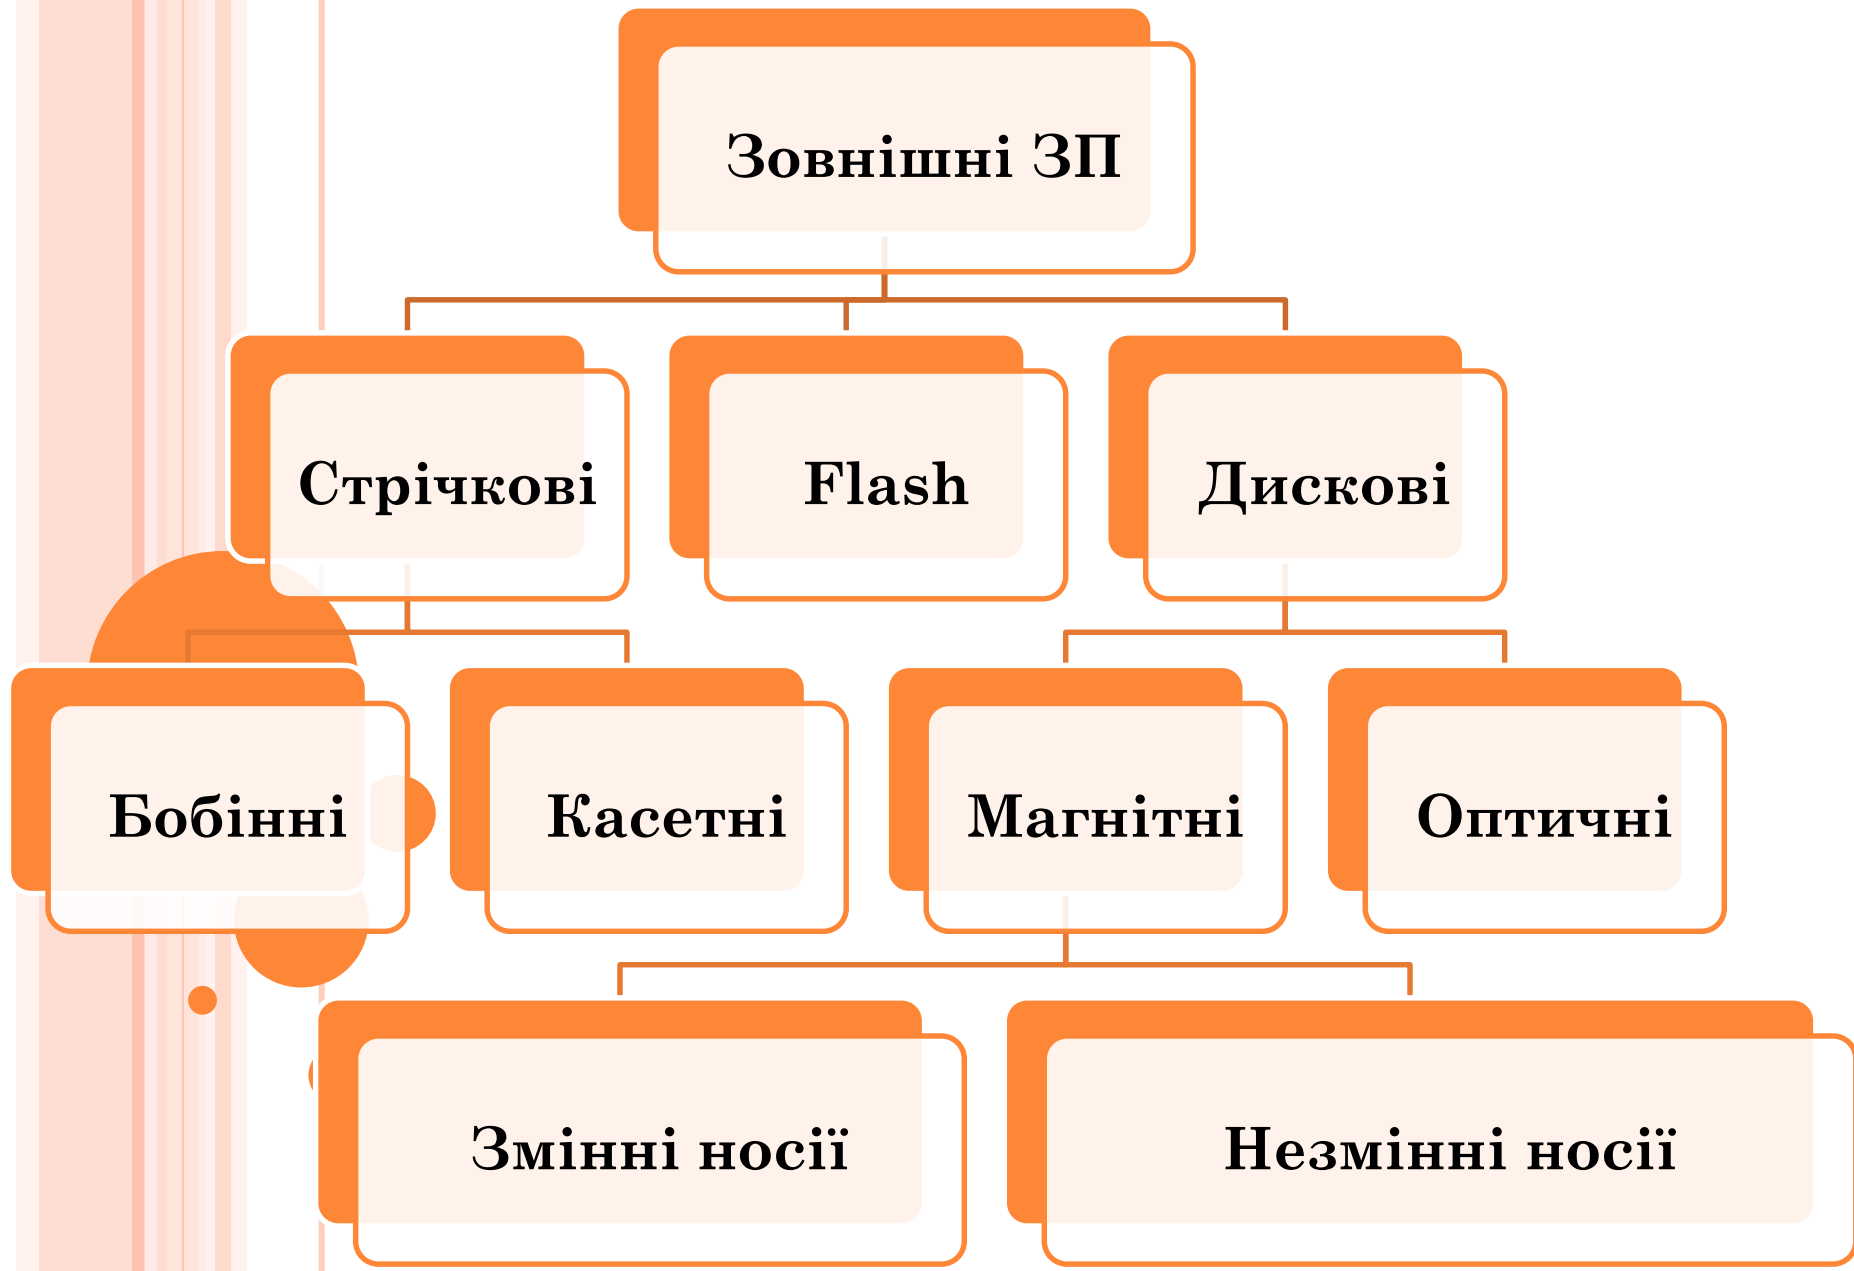 Зовнішні ЗП
Стрічкові
Flash
Дискові
Бобінні
Касетні
Магнітні
Оптичні
Змінні носії
Незмінні носії